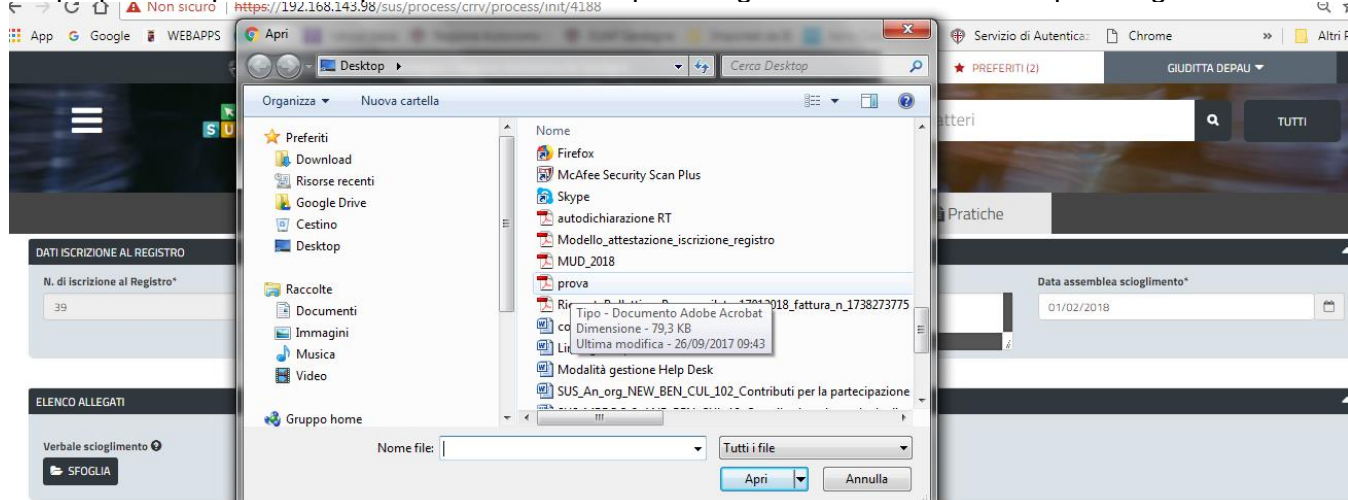 Non sicuro | https://192.168.143.98/sus/process/crrv/process/init/4188
App Google WEBAPPS Servizio di Autenticaz Chrome » Altri P
Apri
Desktop
Cerca Desktop
PREFERITI (2) GIUDITTA DEPAU
Organizza Nuova cartella
atteri
TUTTI
SU
Preferiti
Download
Risorse recenti
Google Drive
Cestino
Desktop
Raccolte
Documenti
Immagini
Musica
Video
Gruppo home
Nome
Firefox
McAfee Security Scan Plus
Skype
autodichiarazione RT
Modello_attestazione_iscrizione_registro
MUD_2018
prova
_fattura_n_1738273775
Tipo - Documento Adobe Acrobat
Dimensione - 79,3 KB
Ultima modifica - 26/09/2017 09:43
Modalità gestione Help Desk
SUS_An_org_NEW_BEN_CUL_102_Contributi per la partecipazione
Nome file:
Tutti i file
Apri Annulla
Pratiche
DATI ISCRIZIONE AL REGISTRO
N. di iscrizione al Registro*
39
Data assemblea scioglimento*
01/02/2018
ELENCO ALLEGATI
Verbale scioglimento
SFOGLIA